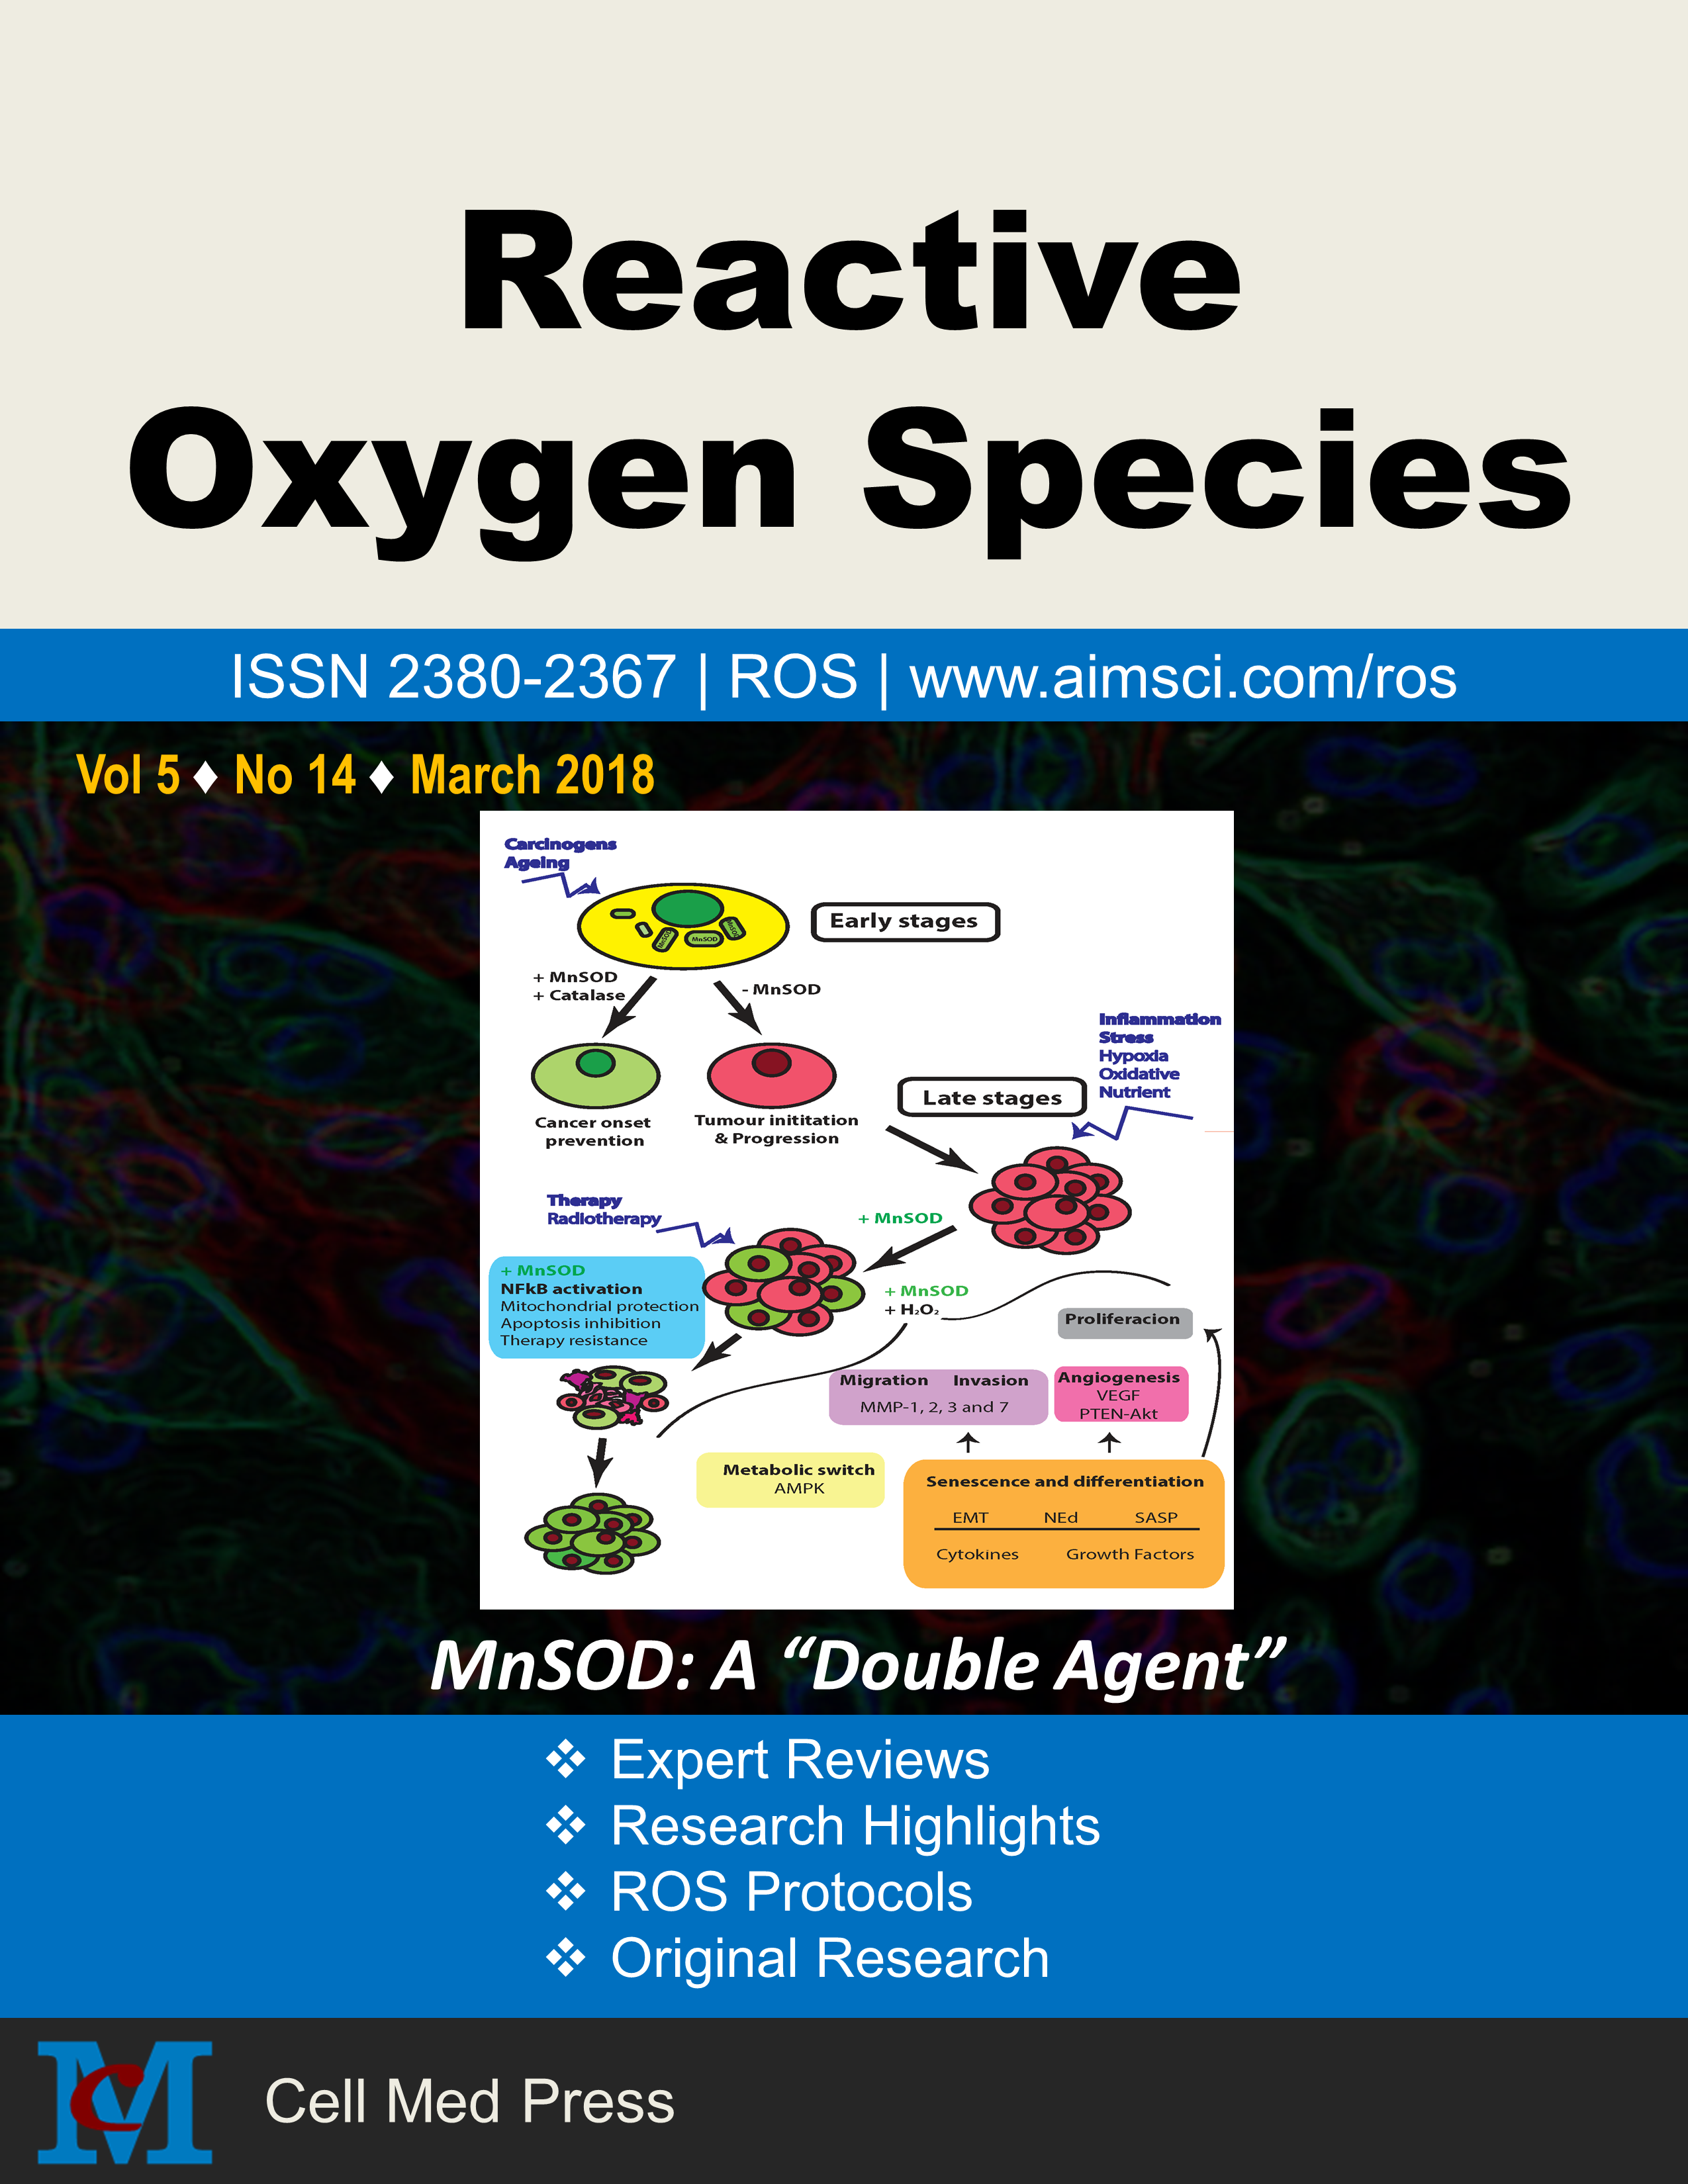 Reactive
Oxygen Species
ISSN 2380-2367 | ROS | www.aimsci.com/ros
Vol 5 ♦ No 14 ♦ March 2018
Carcinogens
Ageing
MnSOD
MnSOD
MnSOD
Early stages
+ MnSOD
+ Catalase
- MnSOD
Cancer onset
prevention
Tumour inititation
& Progression
Late stages
Inflammation
Stress
Hypoxia
Oxidative
Nutrient
Therapy
Radiotherapy
+ MnSOD
+ MnSOD
NFkB activation
Mitochondrial protection
Apoptosis inhibition
Therapy resistance
+ MnSOD
+ H₂O₂
Proliferacion
Migration Invasion
MMP-1, 2, 3 and 7
Angiogenesis
VEGF
PTEN-Akt
Metabolic switch
AMPK
Senescence and differentiation
EMT NEd SASP
Cytokines Growth Factors
MnSOD: A “Double Agent”
❖ Expert Reviews
❖ Research Highlights
❖ ROS Protocols
❖ Original Research
MC
Cell Med Press